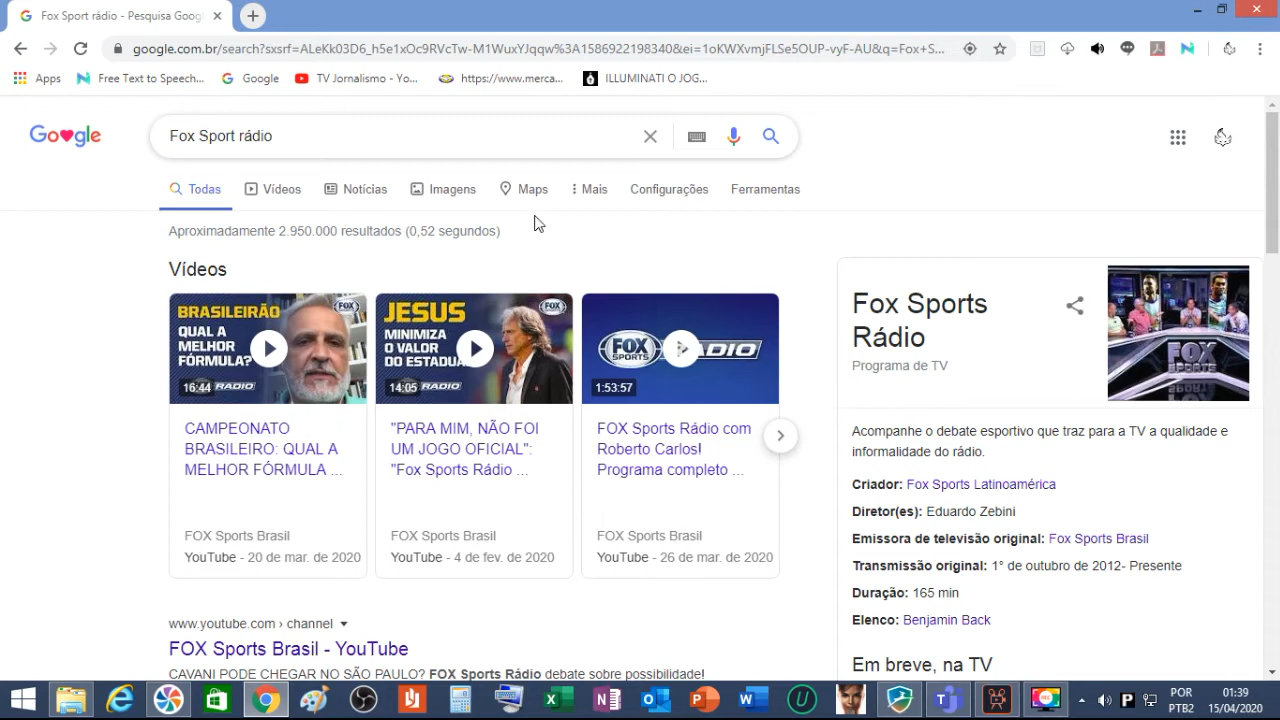 Fox Sport rádio - Pesquisa Goog
google.com.br/search?sxsrf=ALeKk03D6_h5e1xOc9RVcTw-M1WuxYJqqw%3A1586922198340&ei=1oKWXvmjFLSe5OUP-vyF-AU&q=Fox+S...
Apps
Free Text to Speech...
Google
TV Jornalismo - Yo...
https://www.merca...
ILLUMINATI O JOG...
Google
Fox Sport rádio
Todas
Vídeos
Notícias
Imagens
Maps
Mais
Configurações
Ferramentas
Aproximadamente 2.950.000 resultados (0,52 segundos)
Vídeos
BRASILEIRÃO
QUAL A
MELHOR
FÓRMULA?
FOX
16:44
RADIO
CAMPEONATO
BRASILEIRO: QUAL A
MELHOR FÓRMULA ...
FOX Sports Brasil
YouTube - 20 de mar. de 2020
JESUS
MINIMIZA
O VALOR
DO ESTADUA
FOX
14:05
RADIO
"PARA MIM, NÃO FOI
UM JOGO OFICIAL":
"Fox Sports Rádio ...
FOX Sports Brasil
YouTube - 4 de fev. de 2020
FOX
SPORTS
RADIO
1:53:57
FOX Sports Rádio com
Roberto Carlos!
Programa completo ...
FOX Sports Brasil
YouTube - 26 de mar. de 2020
www.youtube.com › channel
FOX Sports Brasil - YouTube
CAVANI PODE CHEGAR NO SÃO PAULO? FOX Sports Rádio debate sobre possibilidade!
Fox Sports
Rádio
Programa de TV
FOX
Acompanhe o debate esportivo que traz para a TV a qualidade e
informalidade do rádio.
Criador: Fox Sports Latinoamérica
Diretor(es): Eduardo Zebini
Emissora de televisão original: Fox Sports Brasil
Transmissão original: 1° de outubro de 2012- Presente
Duração: 165 min
Elenco: Benjamin Back
Em breve, na TV
POR
PTB2
01:39
15/04/2020